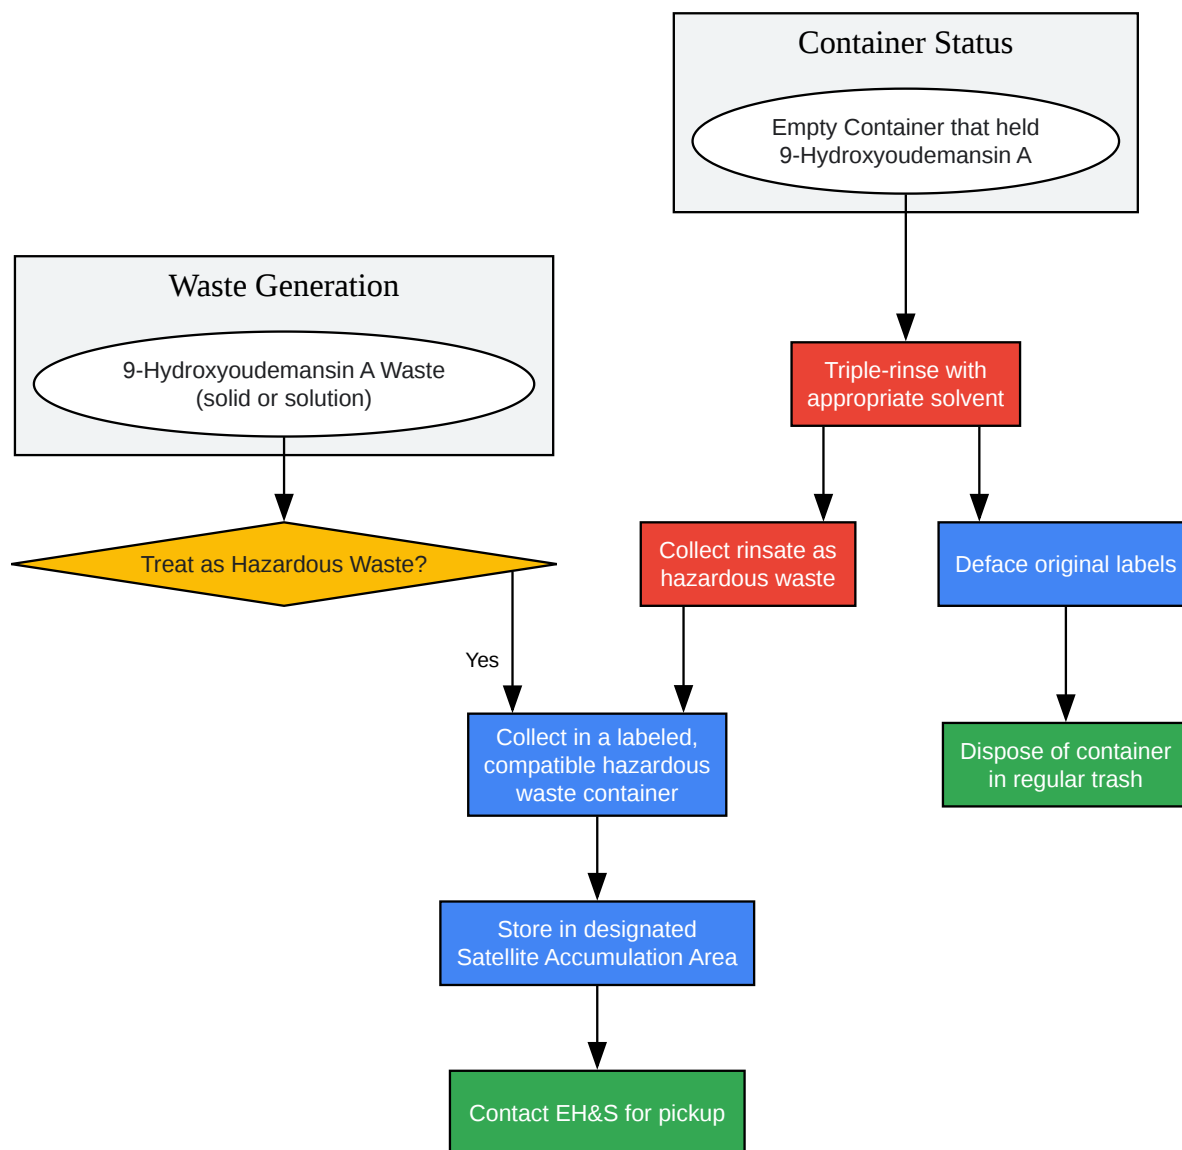 Container Status
Empty Container that held
9-Hydroxyoudemansin A
Waste Generation
9-Hydroxyoudemansin A Waste
(solid or solution)
Triple-rinse with
appropriate solvent
Treat as Hazardous Waste?
Collect rinsate as
hazardous waste
Deface original labels
Yes
Collect in a labeled,
compatible hazardous
waste container
Dispose of container
in regular trash
Store in designated
Satellite Accumulation Area
Contact EH&S for pickup